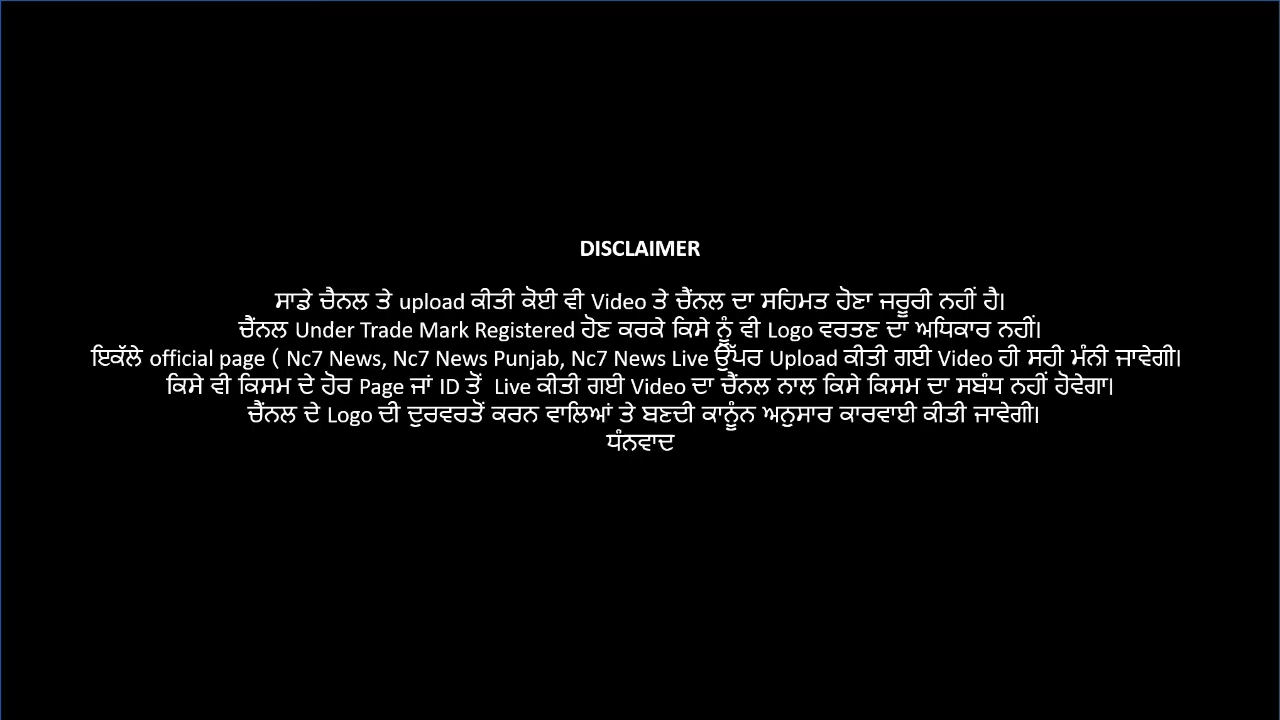 DISCLAIMER
ਸਾਡੇ ਚੈਨਲ ਤੇ upload ਕੀਤੀ ਕੋਈ ਵੀ Video ਤੇ ਚੈਂਨਲ ਦਾ ਸਹਿਮਤ ਹੋਣਾ ਜਰੂਰੀ ਨਹੀਂ ਹੈ।
ਚੈਂਨਲ Under Trade Mark Registered ਹੋਣ ਕਰਕੇ ਕਿਸੇ ਨੂੰ ਵੀ Logo ਵਰਤਣ ਦਾ ਅਧਿਕਾਰ ਨਹੀਂ।
ਇਕੱਲੇ official page ( Nc7 News, Nc7 News Punjab, Nc7 News Live ਉੱਪਰ Upload ਕੀਤੀ ਗਈ Video ਹੀ ਸਹੀ ਮੰਨੀ ਜਾਵੇਗੀ।
ਕਿਸੇ ਵੀ ਕਿਸਮ ਦੇ ਹੋਰ Page ਜਾਂ ID ਤੋਂ  Live ਕੀਤੀ ਗਈ Video ਦਾ ਚੈਂਨਲ ਨਾਲ ਕਿਸੇ ਕਿਸਮ ਦਾ ਸਬੰਧ ਨਹੀਂ ਹੋਵੇਗਾ।
ਚੈਂਨਲ ਦੇ Logo ਦੀ ਦੁਰਵਰਤੋਂ ਕਰਨ ਵਾਲਿਆਂ ਤੇ ਬਣਦੀ ਕਾਨੂੰਨ ਅਨੁਸਾਰ ਕਾਰਵਾਈ ਕੀਤੀ ਜਾਵੇਗੀ।
ਧੰਨਵਾਦ